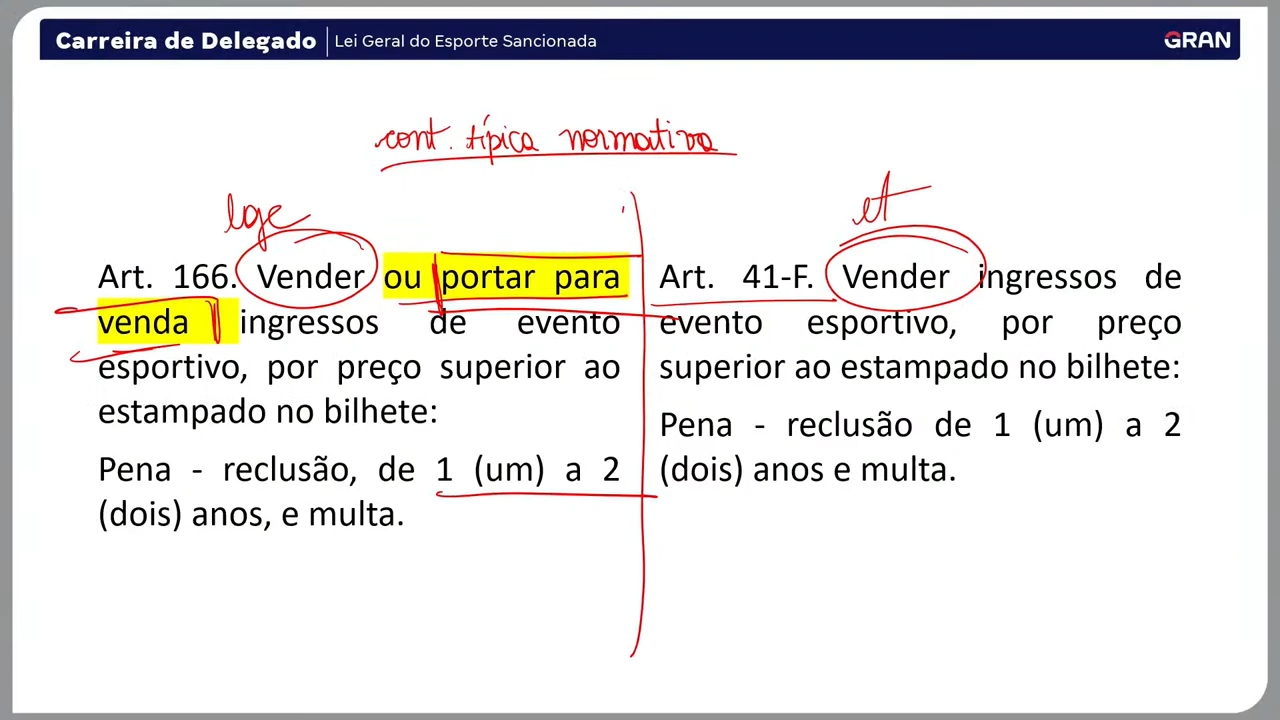 Carreira de Delegado | Lei Geral do Esporte Sancionada
GRAN
cont. típica normativa
lge
Art. 166. Vender ou portar para
venda ingressos de evento
esportivo, por preço superior ao
estampado no bilhete:
Pena - reclusão, de 1 (um) a 2
(dois) anos, e multa.
et
Art. 41-F. Vender ingressos de
evento esportivo, por preço
superior ao estampado no bilhete:
Pena - reclusão de 1 (um) a 2
(dois) anos e multa.